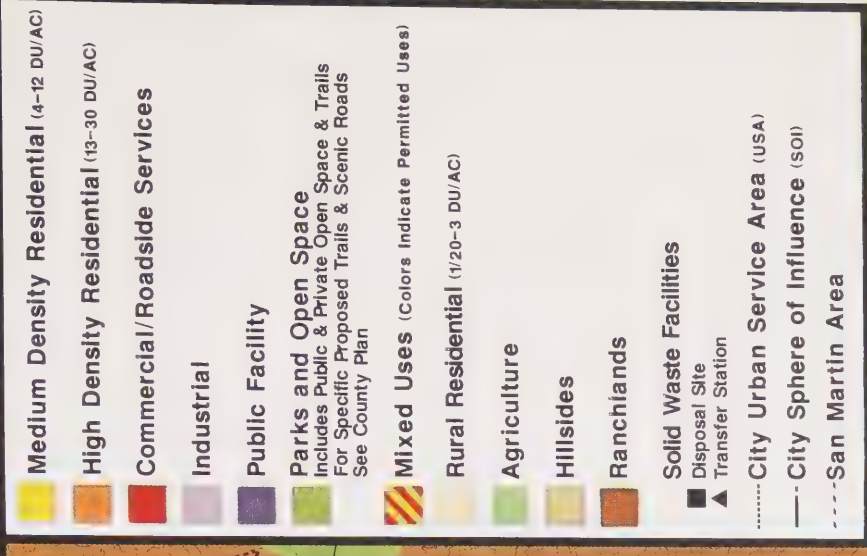 Medium Density Residential (4-12 DU/AC)
High Density Residential (13-30 DU/AC)
Commercial/Roadside Services
Industrial
Public Facility
Parks and Open Space
Includes Public & Private Open Space & Trails
For Specific Proposed Trails & Scenic Roads
See County Plan
Mixed Uses (Colors Indicate Permitted Uses)
Rural Residential (1/20-3 DU/AC)
Agriculture
Hillsides
Ranchlands
Solid Waste Facilities
Disposal Site
Transfer Station
City Urban Service Area (USA)
City Sphere of Influence (SOI)
San Martin Area